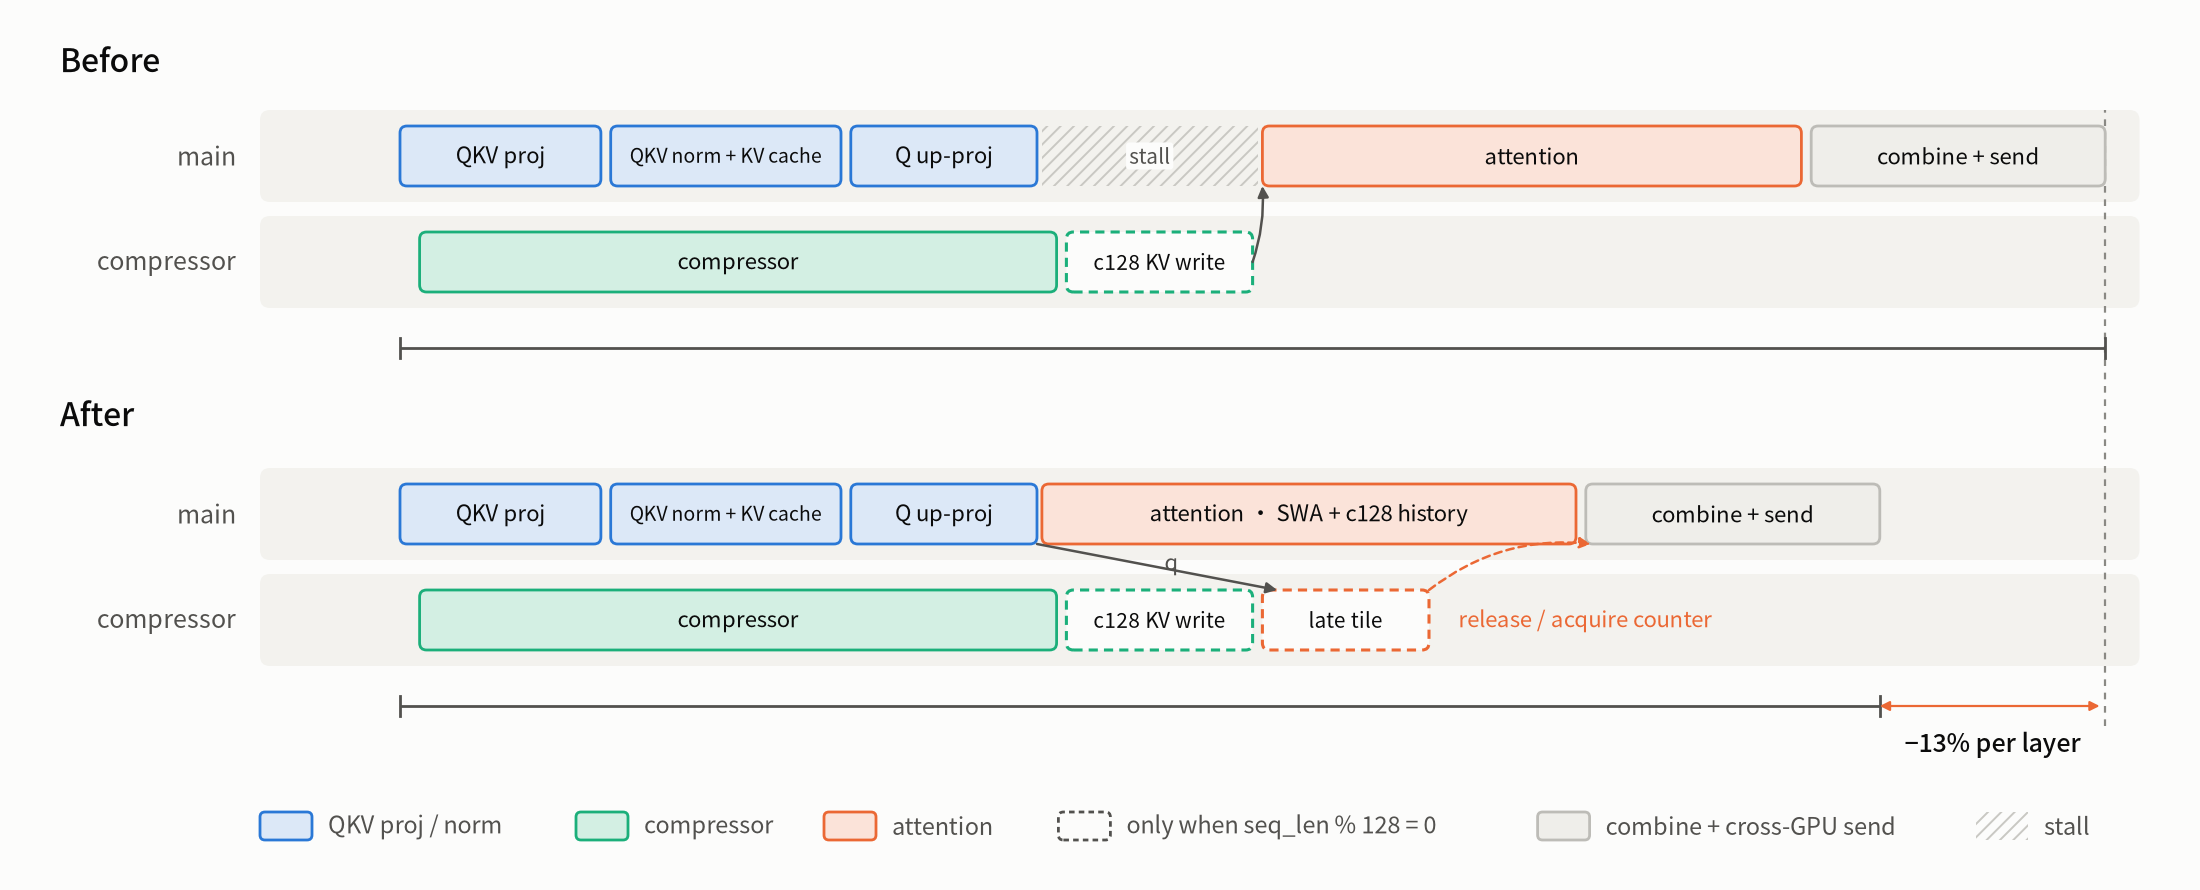 Before
main
QKV proj
QKV norm + KV cache
Q up-proj
stall
attention
combine + send
compressor
compressor
c128 KV write
After
main
QKV proj
QKV norm + KV cache
Q up-proj
attention • SWA + c128 history
combine + send
q
compressor
compressor
c128 KV write
late tile
release / acquire counter
−13% per layer
QKV proj / norm
compressor
attention
only when seq_len % 128 = 0
combine + cross-GPU send
stall